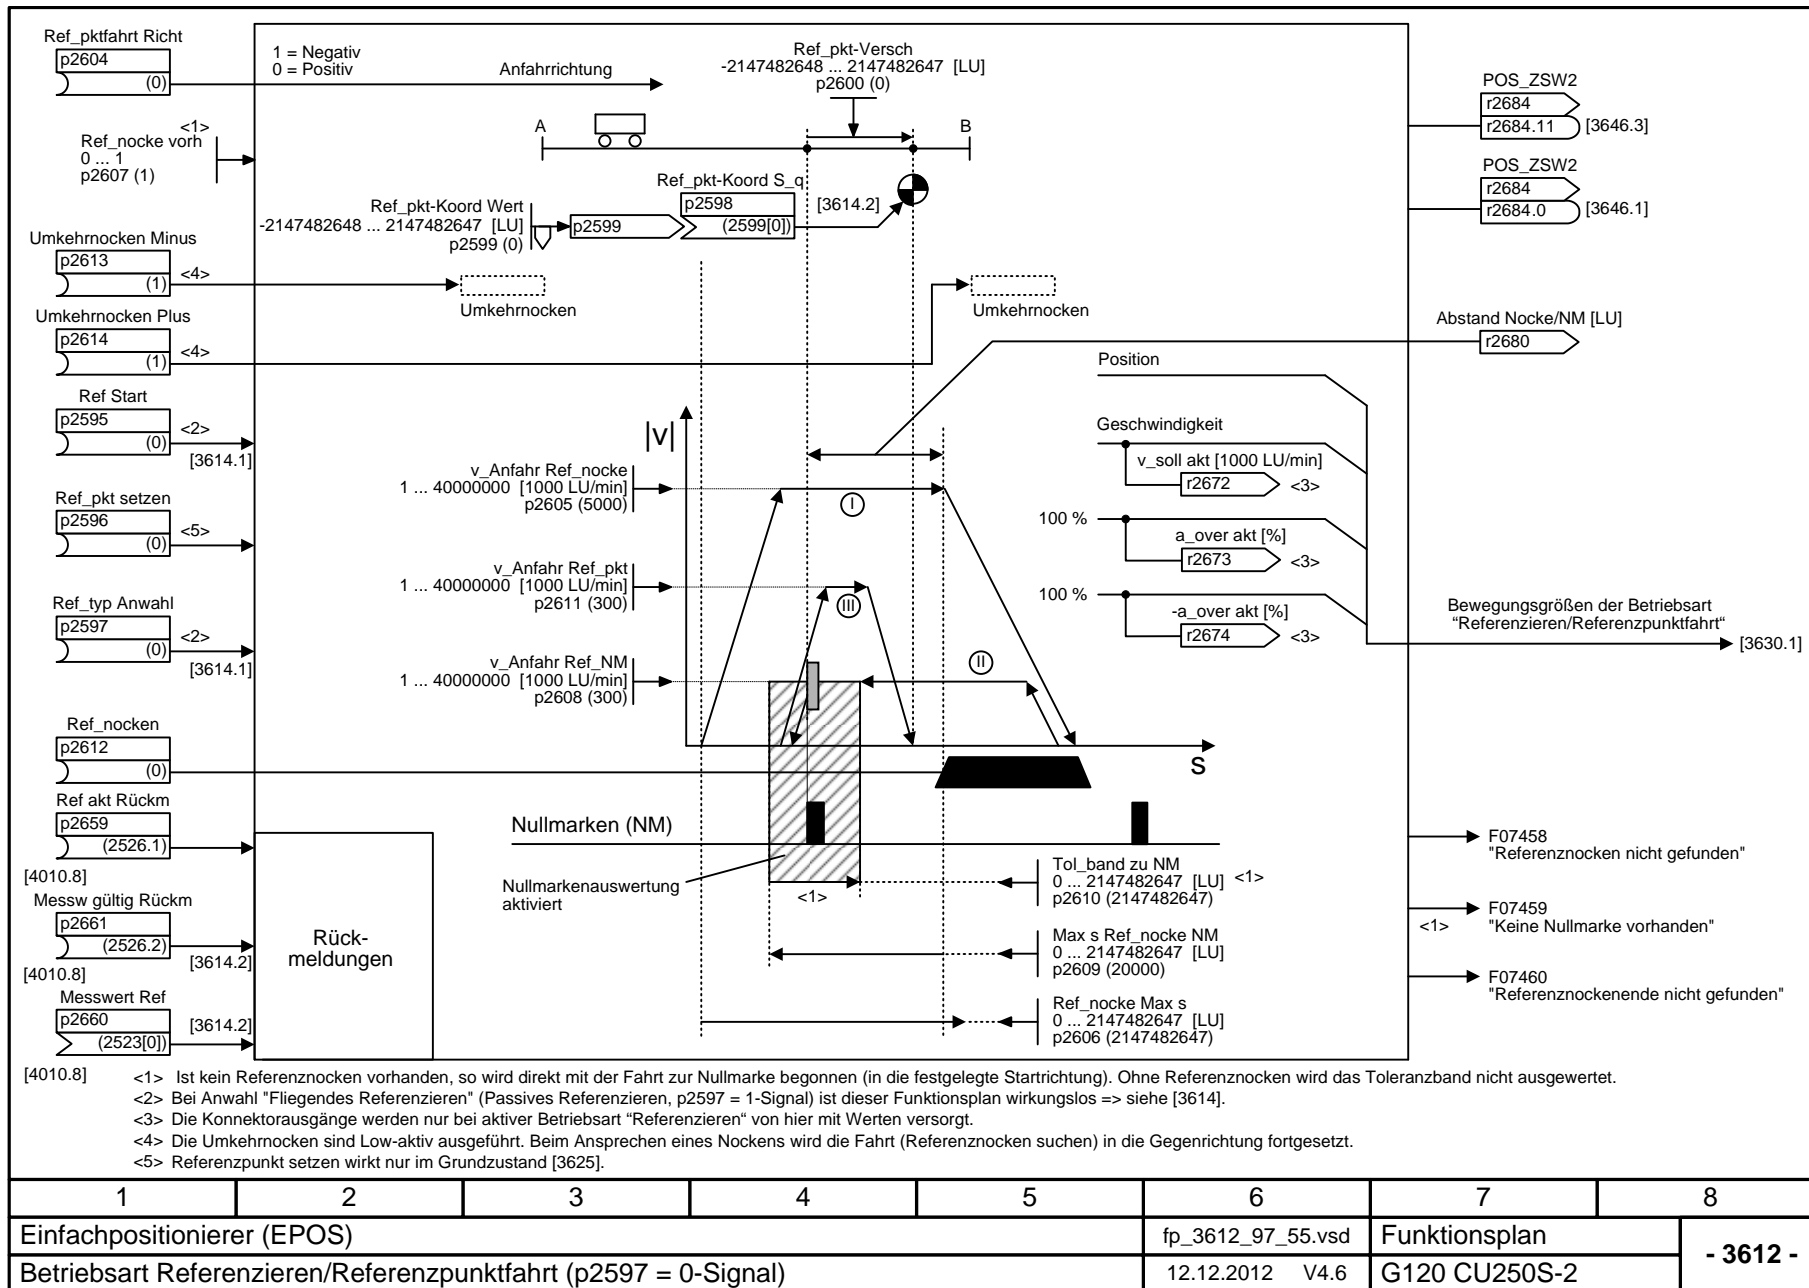 Ref_pktfahrt Richt
p2604
(0)
1 = Negativ
0 = Positiv
Anfahrrichtung
Ref_pkt-Versch
-2147482648 ... 2147482647 [LU]
p2600 (0)
POS_ZSW2
r2684
r2684.11
[3646.3]
<1>
Ref_nocke vorh
0 ... 1
p2607 (1)
A
B
POS_ZSW2
r2684
r2684.0
[3646.1]
Ref_pkt-Koord S_q
p2598
(2599[0])
[3614.2]
Ref_pkt-Koord Wert
-2147482648 ... 2147482647 [LU]
p2599 (0)
p2599
Umkehrnocken Minus
p2613
(1)
<4>
Umkehrnocken
Umkehrnocken
Umkehrnocken Plus
p2614
(1)
<4>
Abstand Nocke/NM [LU]
r2680
Position
Ref Start
p2595
(0)
<2>
[3614.1]
|v|
Geschwindigkeit
v_soll akt [1000 LU/min]
r2672
<3>
v_Anfahr Ref_nocke
1 ... 40000000 [1000 LU/min]
p2605 (5000)
I
Ref_pkt setzen
p2596
(0)
<5>
100 %
a_over akt [%]
r2673
<3>
v_Anfahr Ref_pkt
1 ... 40000000 [1000 LU/min]
p2611 (300)
III
100 %
-a_over akt [%]
r2674
<3>
Ref_typ Anwahl
p2597
(0)
<2>
[3614.1]
Bewegungsgrößen der Betriebsart
“Referenzieren/Referenzpunktfahrt“
[3630.1]
v_Anfahr Ref_NM
1 ... 40000000 [1000 LU/min]
p2608 (300)
II
Ref_nocken
p2612
(0)
s
Ref akt Rückm
p2659
(2526.1)
[4010.8]
Nullmarken (NM)
F07458
"Referenznocken nicht gefunden"
Nullmarkenauswertung
aktiviert
<1>
Tol_band zu NM
0 ... 2147482647 [LU]
<1>
p2610 (2147482647)
Messw gültig Rückm
p2661
(2526.2)
[3614.2]
[4010.8]
Rück-
meldungen
<1>
F07459
"Keine Nullmarke vorhanden"
Max s Ref_nocke NM
0 ... 2147482647 [LU]
p2609 (20000)
F07460
"Referenznockenende nicht gefunden"
Messwert Ref
p2660
(2523[0])
[3614.2]
[4010.8]
Ref_nocke Max s
0 ... 2147482647 [LU]
p2606 (2147482647)
<1> Ist kein Referenznocken vorhanden, so wird direkt mit der Fahrt zur Nullmarke begonnen (in die festgelegte Startrichtung). Ohne Referenznocken wird das Toleranzband nicht ausgewertet.
<2> Bei Anwahl "Fliegendes Referenzieren" (Passives Referenzieren, p2597 = 1-Signal) ist dieser Funktionsplan wirkungslos => siehe [3614].
<3> Die Konnektorausgänge werden nur bei aktiver Betriebsart “Referenzieren“ von hier mit Werten versorgt.
<4> Die Umkehrnocken sind Low-aktiv ausgeführt. Beim Ansprechen eines Nockens wird die Fahrt (Referenznocken suchen) in die Gegenrichtung fortgesetzt.
<5> Referenzpunkt setzen wirkt nur im Grundzustand [3625].
1 2 3 4 5 6 7 8
Einfachpositionierer (EPOS)
fp_3612_97_55.vsd
Funktionsplan
- 3612 -
Betriebsart Referenzieren/Referenzpunktfahrt (p2597 = 0-Signal)
12.12.2012 V4.6
G120 CU250S-2